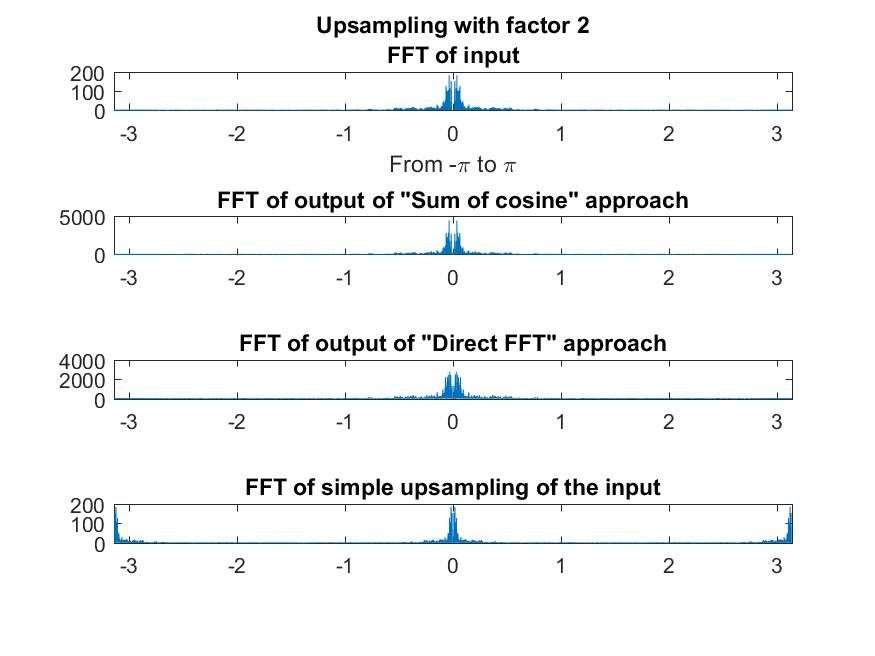 Upsampling with factor 2
FFT of input
200
100
0
-3 -2 -1 0 1 2 3
From -π to π
FFT of output of "Sum of cosine" approach
5000
0
-3 -2 -1 0 1 2 3
FFT of output of "Direct FFT" approach
4000
2000
0
-3 -2 -1 0 1 2 3
FFT of simple upsampling of the input
200
100
0
-3 -2 -1 0 1 2 3